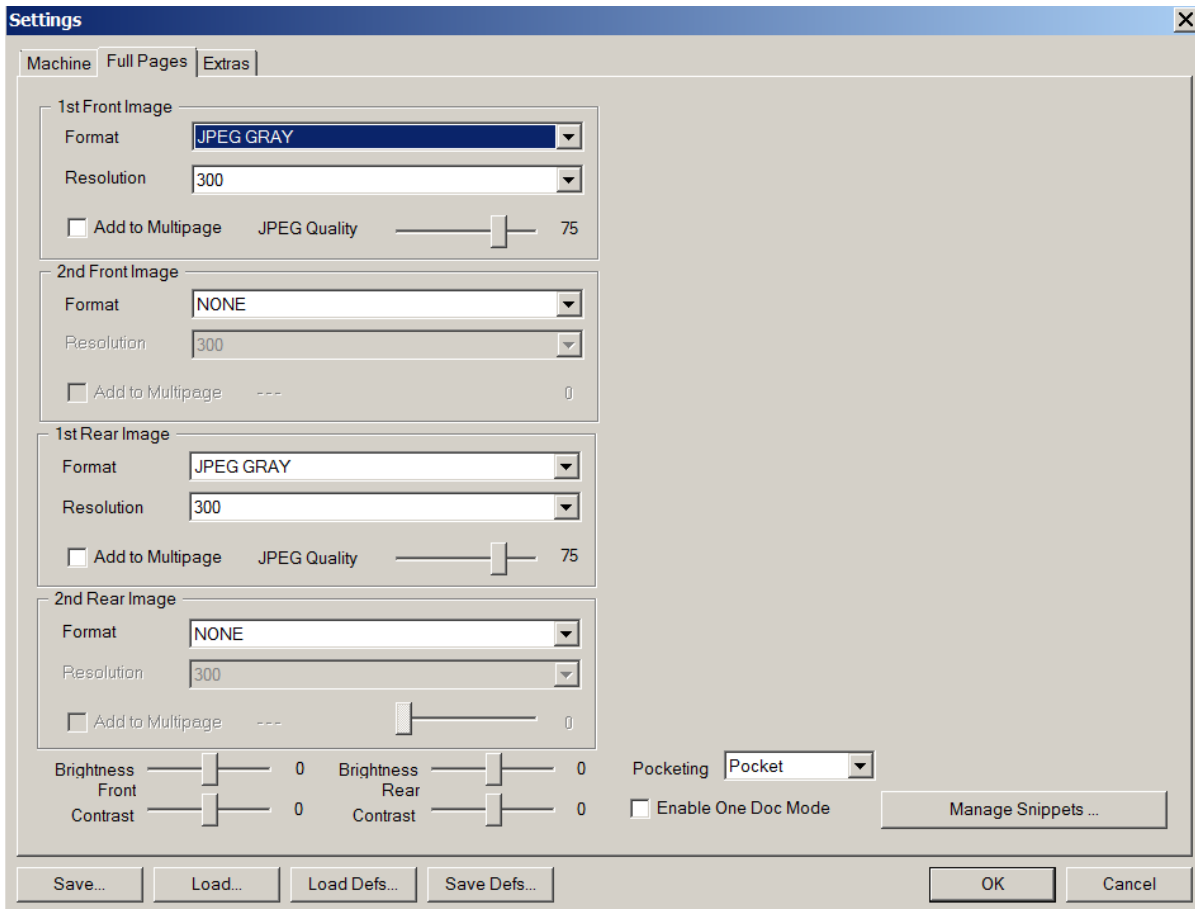 Settings
Machine Full Pages Extras
1st Front Image
Format JPEG GRAY
Resolution 300
Add to Multipage JPEG Quality 75
2nd Front Image
Format NONE
Resolution 300
Add to Multipage --- 0
1st Rear Image
Format JPEG GRAY
Resolution 300
Add to Multipage JPEG Quality 75
2nd Rear Image
Format NONE
Resolution 300
Add to Multipage --- 0
Brightness 0 Brightness 0 Pocketing Pocket
Front Rear
Contrast 0 Contrast 0 Enable One Doc Mode Manage Snippets ...
Save... Load... Load Defs... Save Defs... OK Cancel